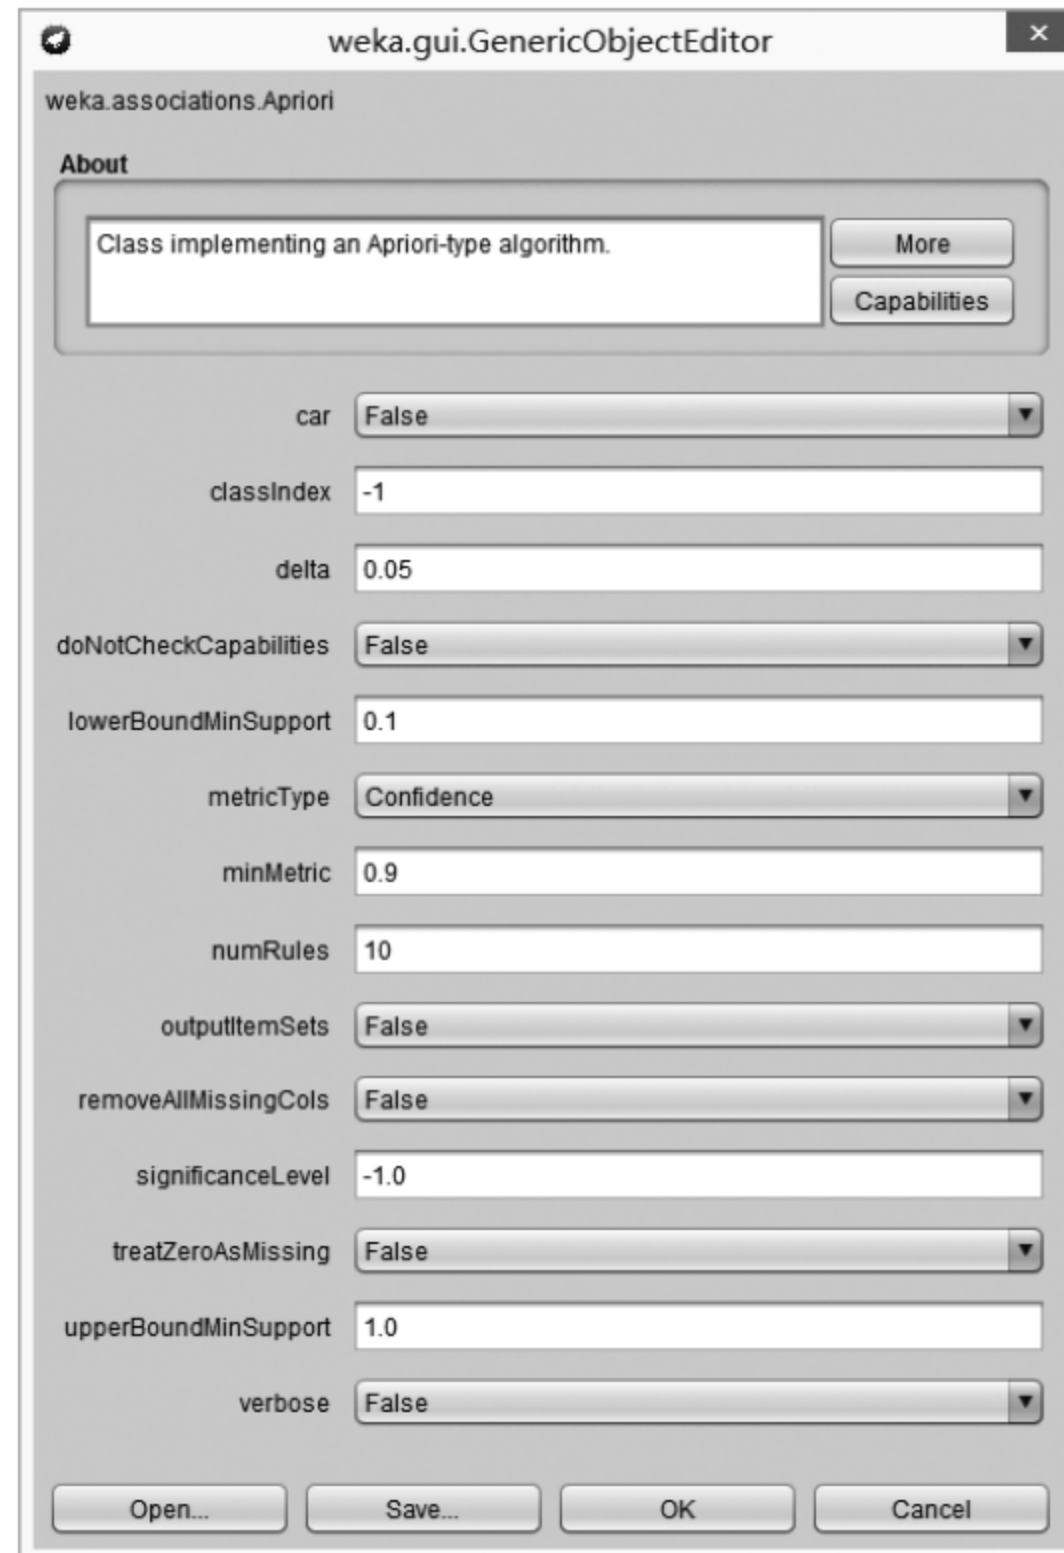 weka.gui.GenericObjectEditor ×
weka.associations.Apriori
About
Class implementing an Apriori-type algorithm.
More
Capabilities
car False
classIndex -1
delta 0.05
doNotCheckCapabilities False
lowerBoundMinSupport 0.1
metricType Confidence
minMetric 0.9
numRules 10
outputItemSets False
removeAllMissingCols False
significanceLevel -1.0
treatZeroAsMissing False
upperBoundMinSupport 1.0
verbose False
Open... Save... OK Cancel